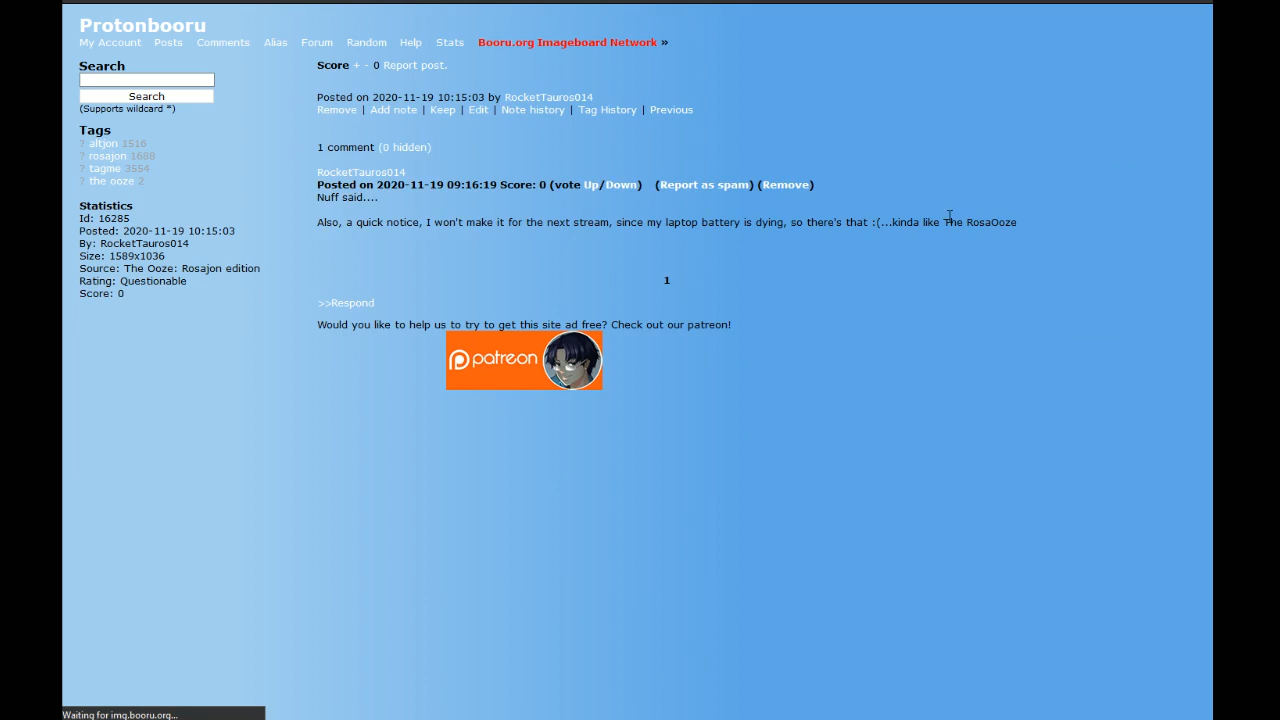 Protonbooru
My Account Posts Comments Alias Forum Random Help Stats Booru.org Imageboard Network »
Search
Search
(Supports wildcard *)
Tags
? altjon 1516
? rosajon 1688
? tagme 3554
? the ooze 2
Statistics
Id: 16285
Posted: 2020-11-19 10:15:03
By: RocketTauros014
Size: 1589x1036
Source: The Ooze: Rosajon edition
Rating: Questionable
Score: 0
Score + - 0 Report post.
Posted on 2020-11-19 10:15:03 by RocketTauros014
Remove | Add note | Keep | Edit | Note history | Tag History | Previous
1 comment (0 hidden)
RocketTauros014
Posted on 2020-11-19 09:16:19 Score: 0 (vote Up/Down) (Report as spam) (Remove)
Nuff said....
Also, a quick notice, I won't make it for the next stream, since my laptop battery is dying, so there's that :(...kinda like The RosaOoze
1
>>Respond
Would you like to help us to try to get this site ad free? Check out our patreon!
patreon
Waiting for img.booru.org...